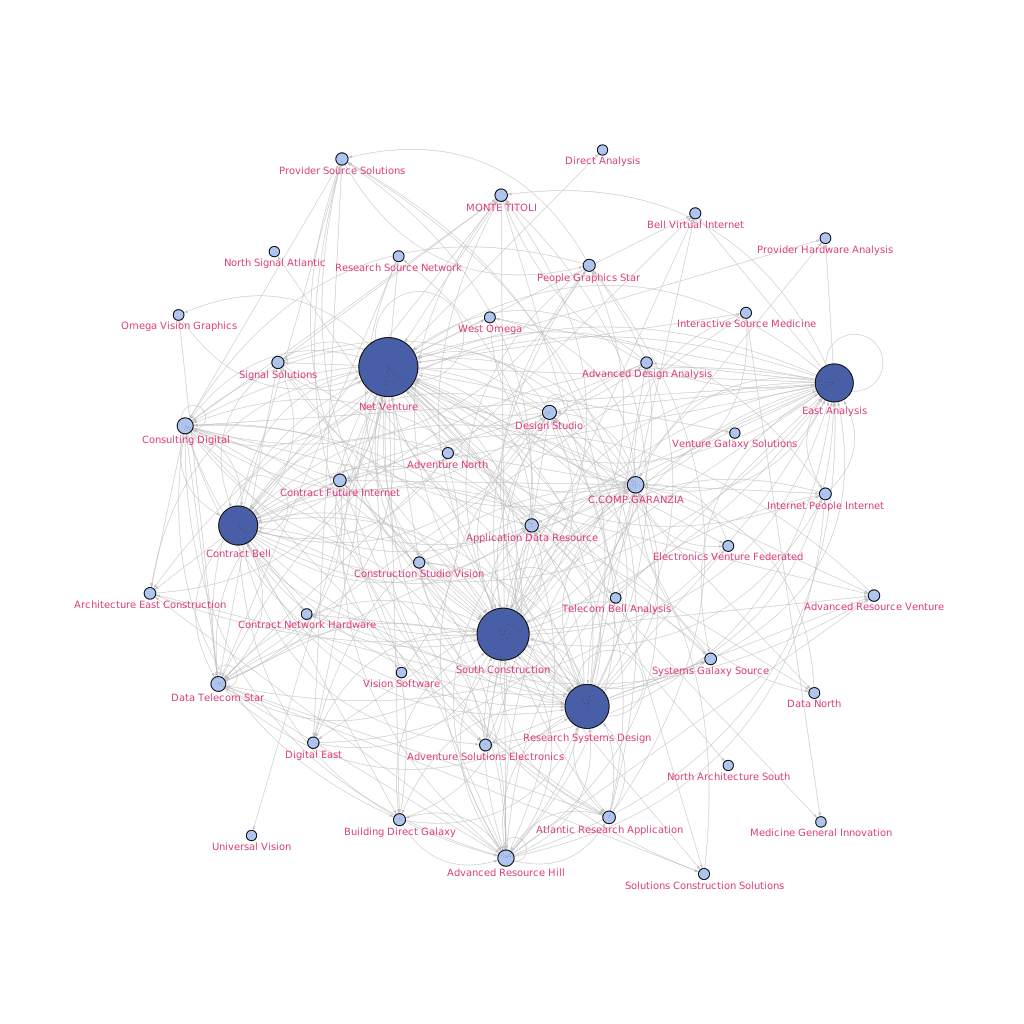 Direct Analysis
Provider Source Solutions
MONTE TITOLI
Bell Virtual Internet
Provider Hardware Analysis
North Signal Atlantic
Research Source Network
People Graphics Star
Omega Vision Graphics
West Omega
Interactive Source Medicine
Signal Solutions
Advanced Design Analysis
Net Venture
East Analysis
Design Studio
Consulting Digital
Venture Galaxy Solutions
Adventure North
Contract Future Internet
C.COMP.GARANZIA
Internet People Internet
Application Data Resource
Contract Bell
Electronics Venture Federated
Construction Studio Vision
Architecture East Construction
Telecom Bell Analysis
Advanced Resource Venture
Contract Network Hardware
South Construction
Systems Galaxy Source
Vision Software
Data Telecom Star
Data North
Research Systems Design
Digital East
Adventure Solutions Electronics
North Architecture South
Building Direct Galaxy
Atlantic Research Application
Medicine General Innovation
Universal Vision
Advanced Resource Hill
Solutions Construction Solutions